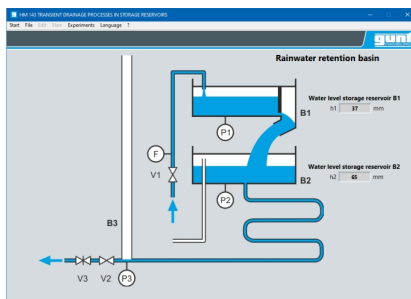 HM 143 TRANSIENT DRAINAGE PROCESSES IN STORAGE RESERVOIRS
Start File Edit View Experiments Language ?
gunt
Rainwater retention basin
Water level storage reservoir B1
h1 37 mm
B1
P1
F
V1
Water level storage reservoir B2
h2 65 mm
B2
P2
B3
V3 V2 P3